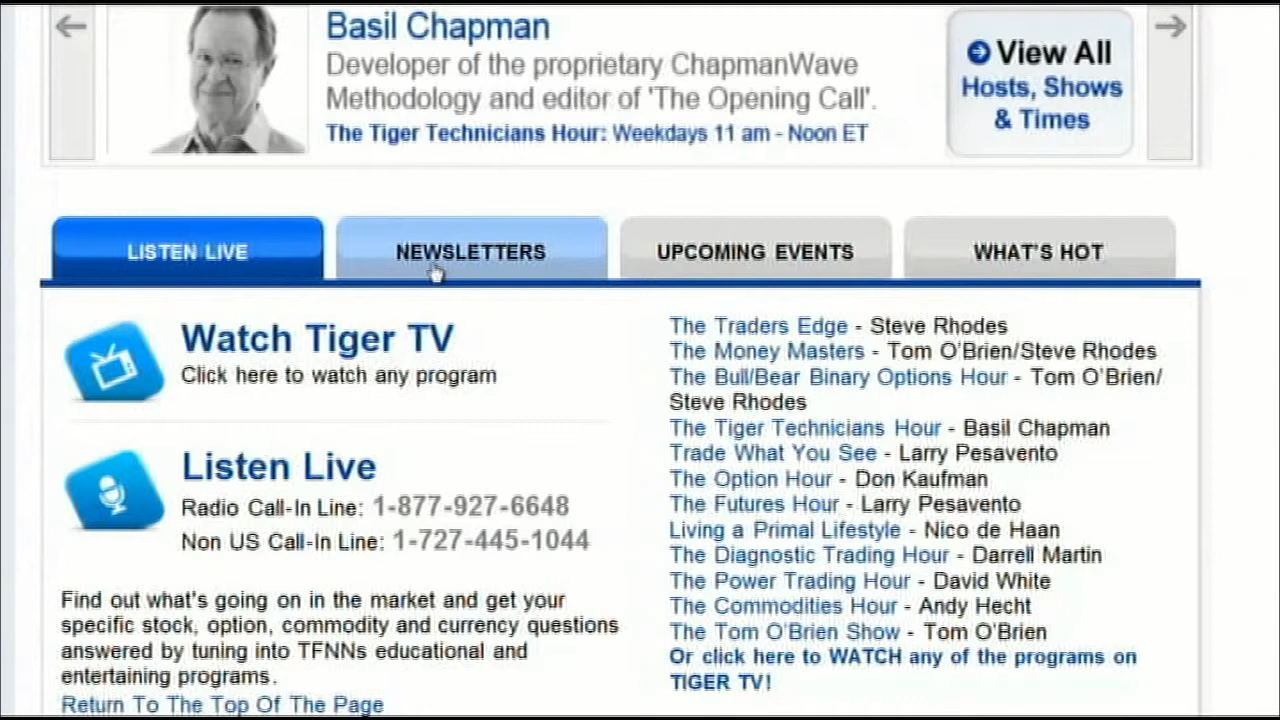 Basil Chapman
Developer of the proprietary ChapmanWave
Methodology and editor of 'The Opening Call'.
The Tiger Technicians Hour: Weekdays 11 am - Noon ET
View All
Hosts, Shows
& Times
LISTEN LIVE
NEWSLETTERS
UPCOMING EVENTS
WHAT'S HOT
Watch Tiger TV
Click here to watch any program
Listen Live
Radio Call-In Line: 1-877-927-6648
Non US Call-In Line: 1-727-445-1044
Find out what's going on in the market and get your
specific stock, option, commodity and currency questions
answered by tuning into TFNNs educational and
entertaining programs.
Return To The Top Of The Page
The Traders Edge - Steve Rhodes
The Money Masters - Tom O'Brien/Steve Rhodes
The Bull/Bear Binary Options Hour - Tom O'Brien/
Steve Rhodes
The Tiger Technicians Hour - Basil Chapman
Trade What You See - Larry Pesavento
The Option Hour - Don Kaufman
The Futures Hour - Larry Pesavento
Living a Primal Lifestyle - Nico de Haan
The Diagnostic Trading Hour - Darrell Martin
The Power Trading Hour - David White
The Commodities Hour - Andy Hecht
The Tom O'Brien Show - Tom O'Brien
Or click here to WATCH any of the programs on
TIGER TV!